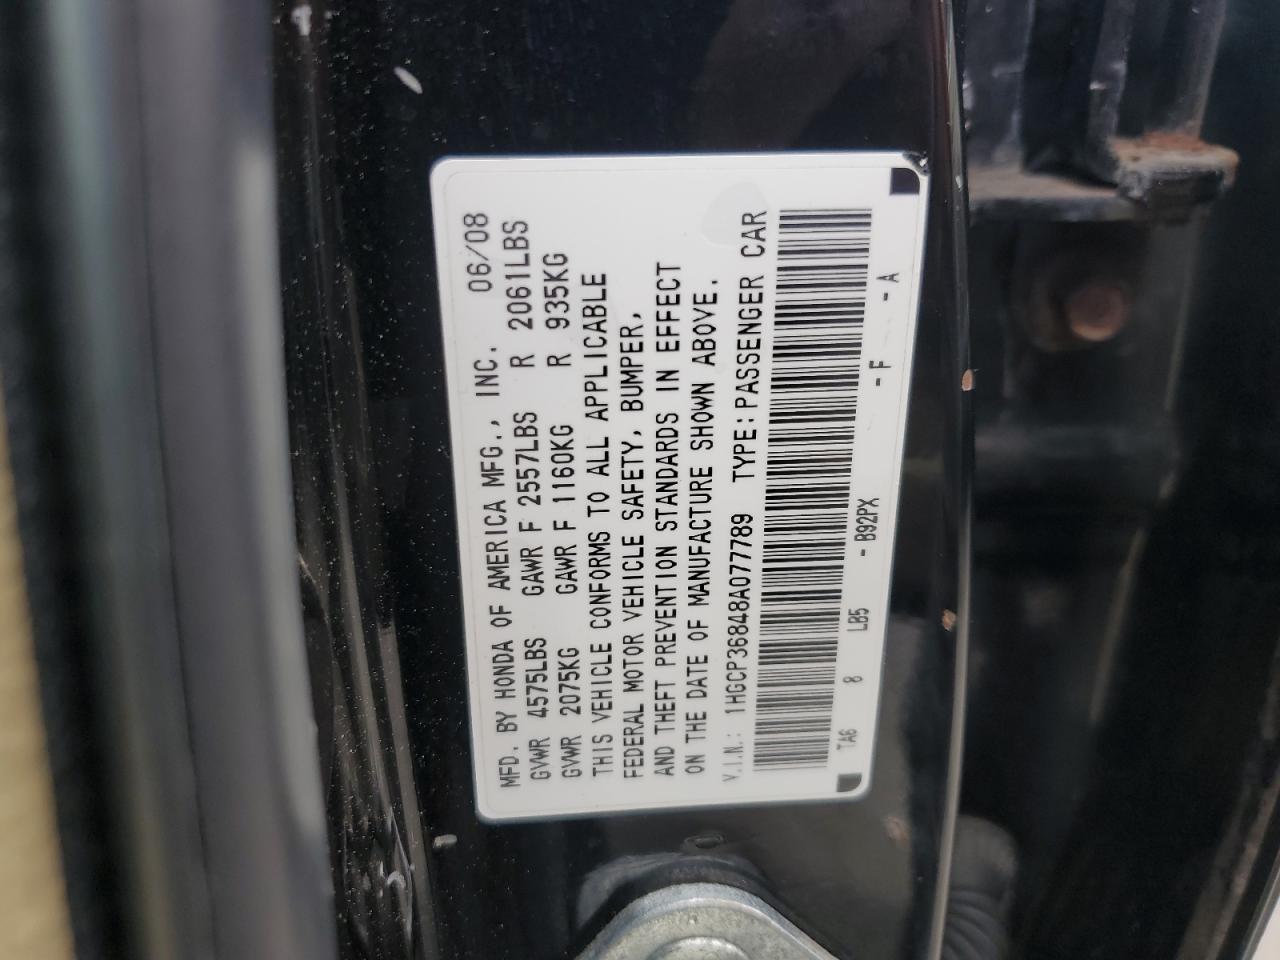 MFD. BY HONDA OF AMERICA MFG., INC. 06/08
GVWR 4575LBS GAWR F 2557LBS R 2061LBS
GVWR 2075KG GAWR F 1160KG R 935KG
THIS VEHICLE CONFORMS TO ALL APPLICABLE
FEDERAL MOTOR VEHICLE SAFETY, BUMPER,
AND THEFT PREVENTION STANDARDS IN EFFECT
ON THE DATE OF MANUFACTURE SHOWN ABOVE.
V.I.N.: 1HGCP36848A077789 TYPE:PASSENGER CAR
TA6 8 LB5 - B92PX - F - A